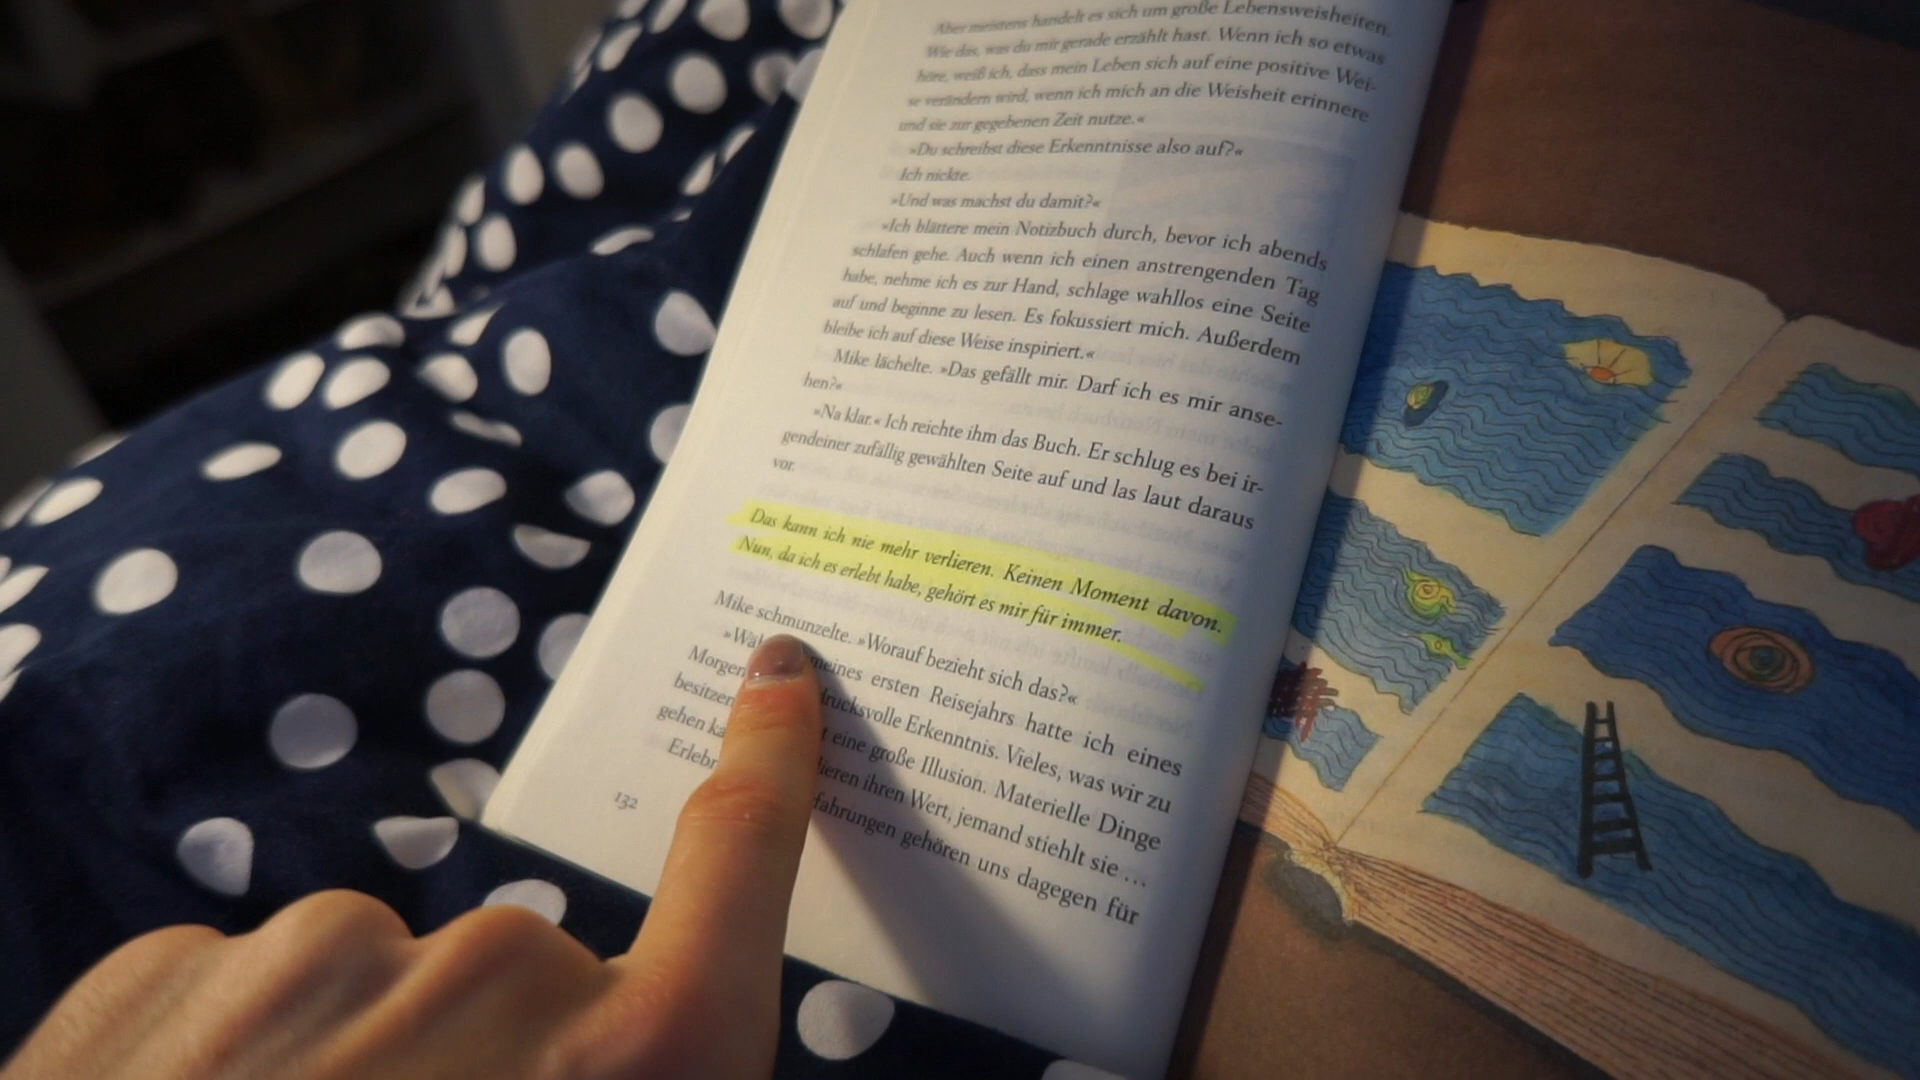 Aber meistens handelt es sich um große Lebensweisheiten.
Wie das, was du mir gerade erzählt hast. Wenn ich so etwas
höre, weiß ich, dass mein Leben sich auf eine positive Wei-
se verändern wird, wenn ich mich an die Weisheit erinnere
und sie zur gegebenen Zeit nutze.«
»Du schreibst diese Erkenntnisse also auf?«
Ich nickte.
»Und was machst du damit?«
»Ich blättere mein Notizbuch durch, bevor ich abends
schlafen gehe. Auch wenn ich einen anstrengenden Tag
habe, nehme ich es zur Hand, schlage wahllos eine Seite
auf und beginne zu lesen. Es fokussiert mich. Außerdem
bleibe ich auf diese Weise inspiriert.«
Mike lächelte. »Das gefällt mir. Darf ich es mir anse-
hen?«
»Na klar.« Ich reichte ihm das Buch. Er schlug es bei ir-
gendeiner zufällig gewählten Seite auf und las laut daraus
vor.
Das kann ich nie mehr verlieren. Keinen Moment davon.
Nun, da ich es erlebt habe, gehört es mir für immer.
Mike schmunzelte. »Worauf bezieht sich das?«
meines ersten Reisejahrs hatte ich eines
Morgen drucksvolle Erkenntnis. Vieles, was wir zu
besitzen eine große Illusion. Materielle Dinge
gehen ihren Wert, jemand stiehlt sie …
fahrungen gehören uns dagegen für
132